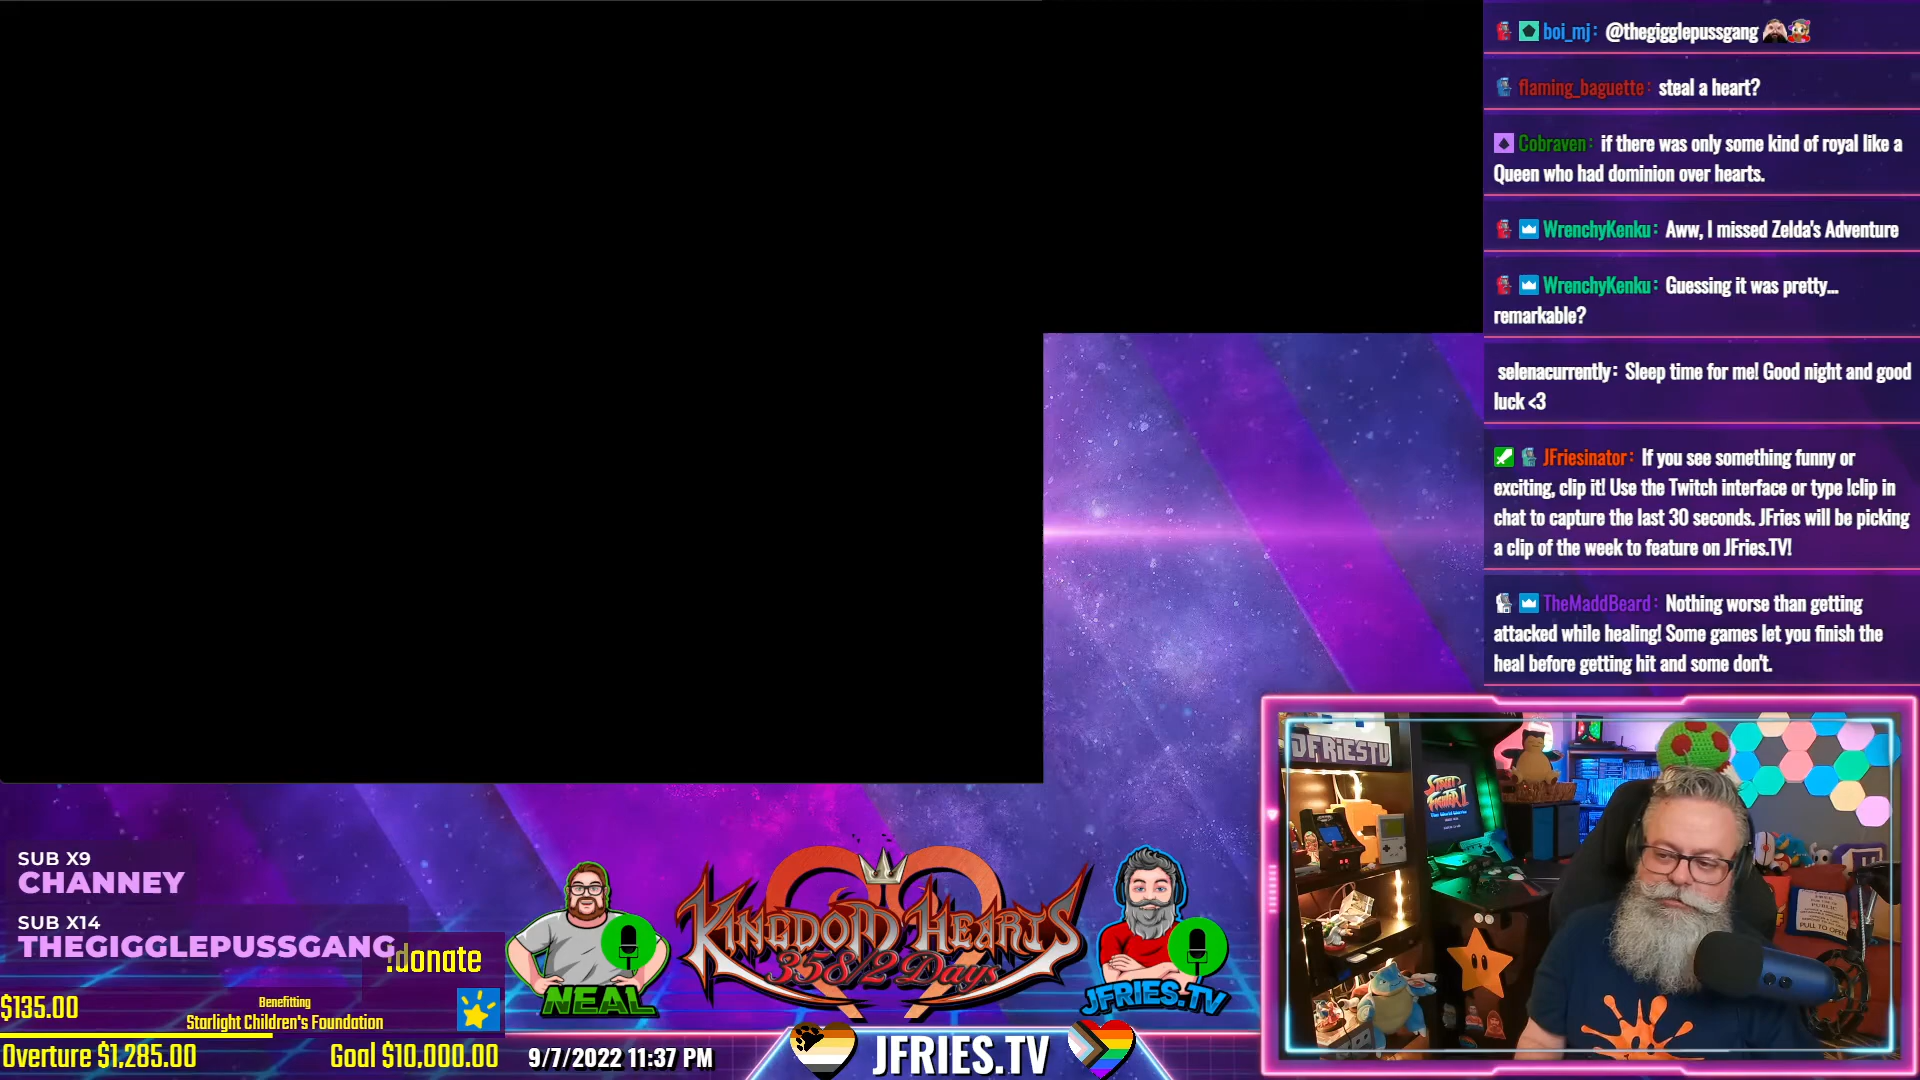 boi_mj: @thegigglepussgang
flaming_baguette: steal a heart?
Cobraven: if there was only some kind of royal like a
Queen who had dominion over hearts.
WrenchyKenku: Aww, I missed Zelda's Adventure
WrenchyKenku: Guessing it was pretty...
remarkable?
selenacurrently: Sleep time for me! Good night and good
luck <3
JFriesinator: If you see something funny or
exciting, clip it! Use the Twitch interface or type !clip in
chat to capture the last 30 seconds. JFries will be picking
a clip of the week to feature on JFries.TV!
TheMaddBeard: Nothing worse than getting
attacked while healing! Some games let you finish the
heal before getting hit and some don't.
JFRIESTV
STREET
FIGHTER II
PULL TO OPEN
SUB X9
CHANNEY
SUB X14
THEGIGGLEPUSSGANG
!donate
$135.00
Benefitting
Starlight Children's Foundation
Overture $1,285.00
Goal $10,000.00
NEAL
KINGDOM HEARTS
358/2 Days
JFRIES.TV
9/7/2022 11:37 PM
JFRIES.TV